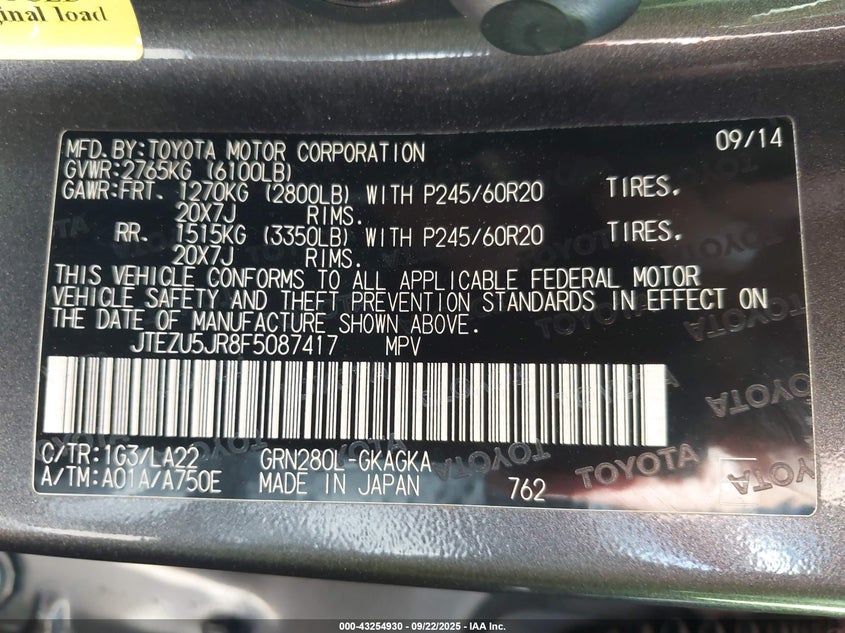 ginal load
MFD.BY:TOYOTA MOTOR CORPORATION 09/14
GVWR:2765KG (6100LB)
GAWR:FRT. 1270KG (2800LB) WITH P245/60R20 TIRES,
20X7J RIMS.
RR. 1515KG (3350LB) WITH P245/60R20 TIRES,
20X7J RIMS.
THIS VEHICLE CONFORMS TO ALL APPLICABLE FEDERAL MOTOR
VEHICLE SAFETY AND THEFT PREVENTION STANDARDS IN EFFECT ON
THE DATE OF MANUFACTURE SHOWN ABOVE.
JTEZU5JR8F5087417 MPV
C/TR:1G3/LA22 GRN280L-GKAGKA
A/TM:A01A/A750E MADE IN JAPAN 762
TOYOTA
000-43254930 - 09/22/2025 - IAA Inc.